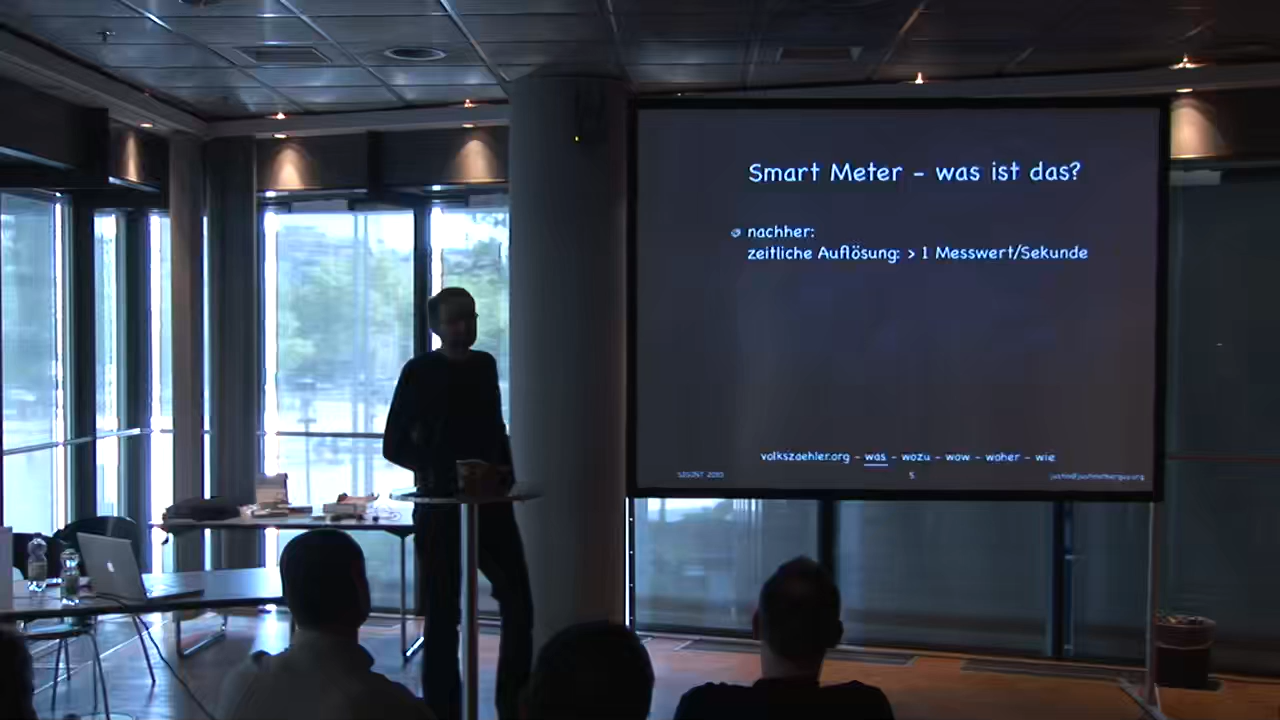 Smart Meter - was ist das?
nachher:
zeitliche Auflösung: > 1 Messwert/Sekunde
volkszaehler.org - was - wozu - wow - woher - wie
5